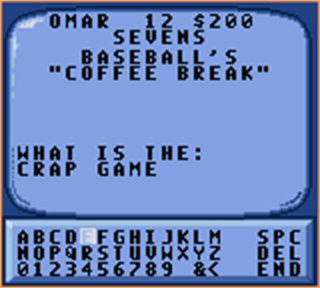 OMAR 12 $200
SEVENS
BASEBALL'S
"COFFEE BREAK"
WHAT IS THE:
CRAP GAME
ABCDEFGHIJKLM SPC
NOPQRSTUVWXYZ DEL
0123456789 &< END